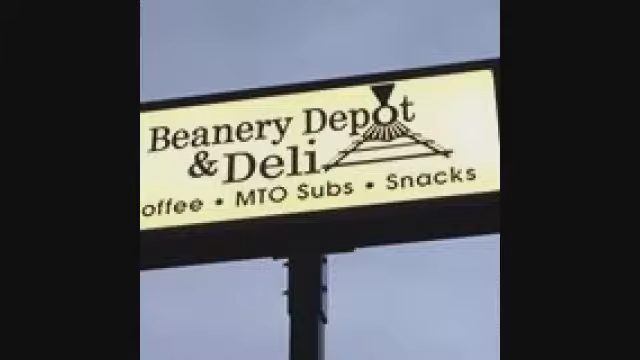 Beanery Depot
& Deli
offee • MTO Subs • Snacks